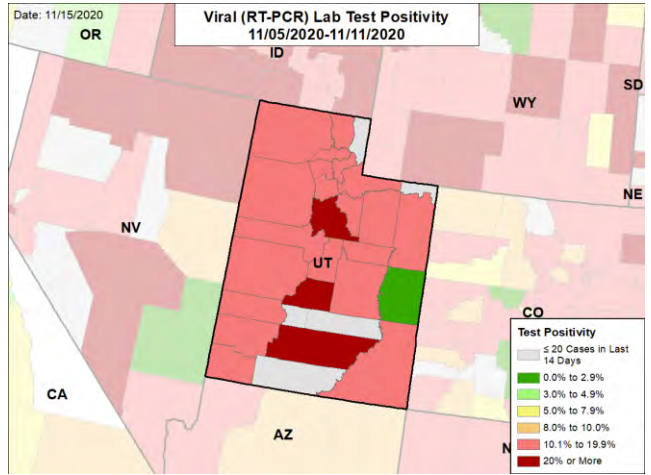 Date: 11/15/2020
Viral (RT-PCR) Lab Test Positivity
11/05/2020-11/11/2020
OR
ID
WY
SD
NE
NV
UT
CO
CA
AZ
N
Test Positivity
≤ 20 Cases in Last
14 Days
0.0% to 2.9%
3.0% to 4.9%
5.0% to 7.9%
8.0% to 10.0%
10.1% to 19.9%
20% or More